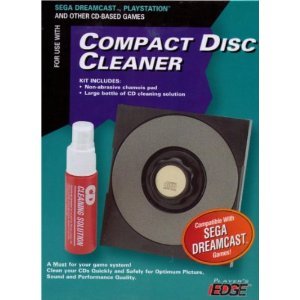 SEGA DREAMCAST, PLAYSTATION
AND OTHER CD-BASED GAMES
FOR USE WITH
COMPACT DISC
CLEANER
KIT INCLUDES:
• Non-abrasive chamois pad
• Large bottle of CD cleaning solution
CD
CLEANING SOLUTION
Compatible With
SEGA
DREAMCAST
Games!
A Must for your game system!
Clean your CDs Quickly and Safely for Optimum Picture,
Sound and Performance Quality.
PLAYER'S
EDGE